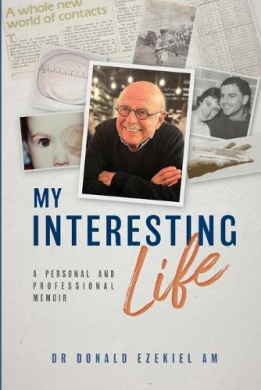 A whole new
world of contacts
MY
INTERESTING
Life
A PERSONAL AND
PROFESSIONAL
MEMOIR
DR DONALD EZEKIEL AM